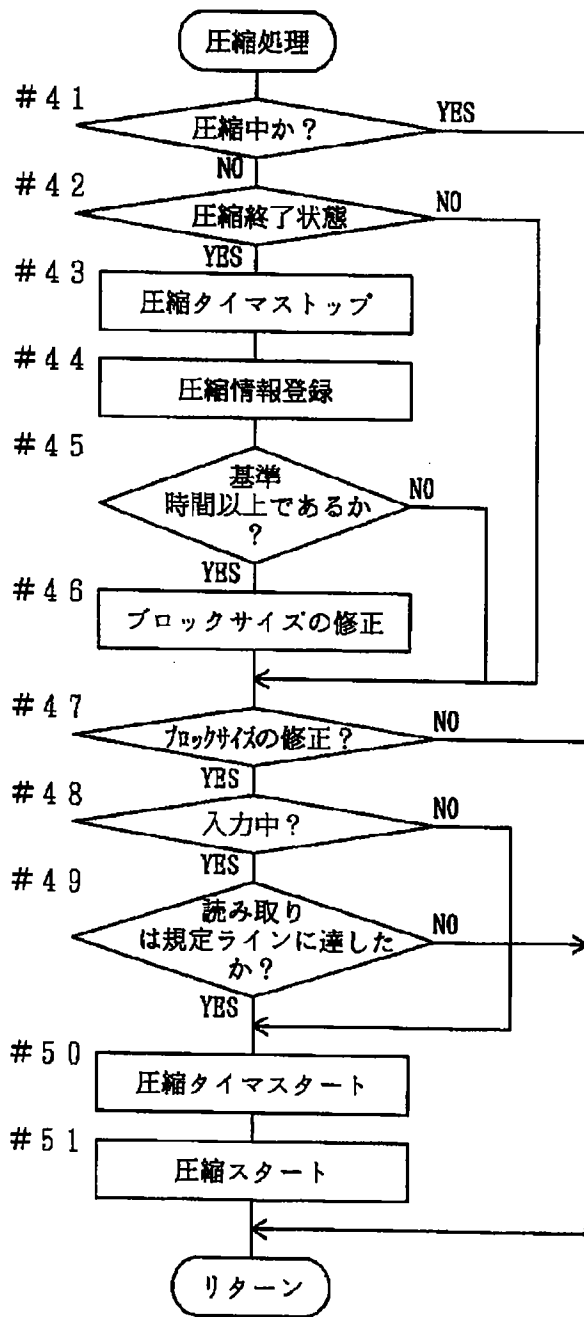 圧縮処理
#41
圧縮中か?
YES
NO
#42
圧縮終了状態
NO
YES
#43
圧縮タイマストップ
#44
圧縮情報登録
#45
基準
時間以上であるか
?
NO
YES
#46
ブロックサイズの修正
#47
ブロックサイズの修正?
NO
YES
#48
入力中?
NO
YES
#49
読み取り
は規定ラインに達した
か?
NO
YES
#50
圧縮タイマスタート
#51
圧縮スタート
リターン